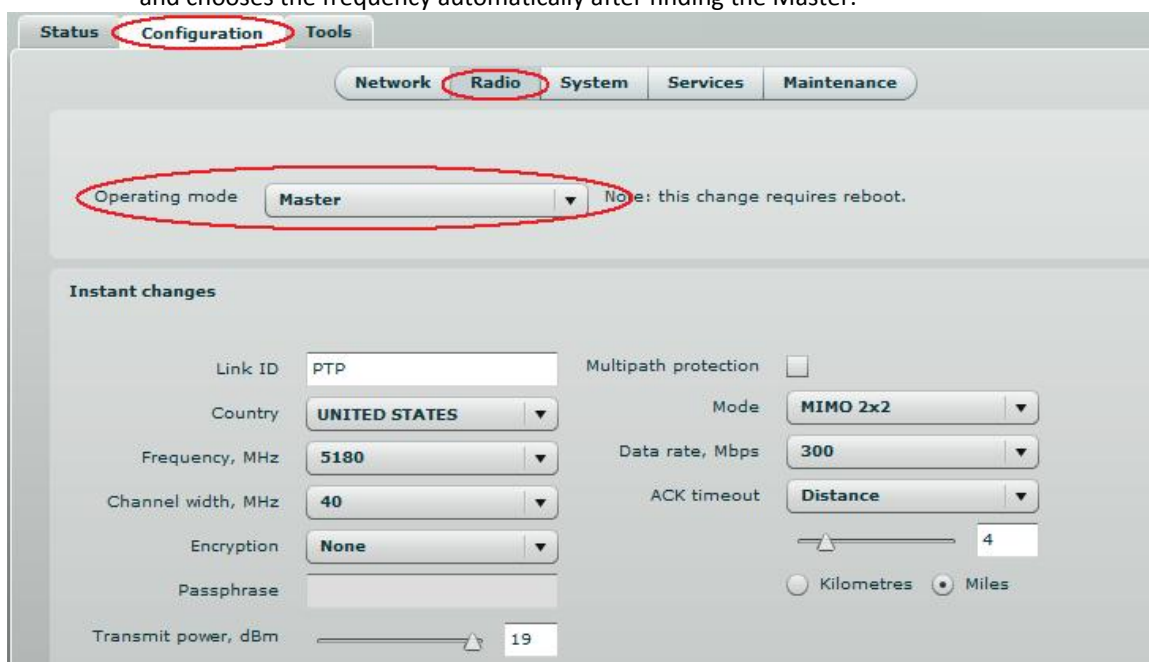 and chooses the frequency automatically after finding the Master.
Status Configuration Tools
Network Radio System Services Maintenance
Operating mode Master Note: this change requires reboot.
Instant changes
Link ID PTP Multipath protection
Country UNITED STATES Mode MIMO 2x2
Frequency, MHz 5180 Data rate, Mbps 300
Channel width, MHz 40 ACK timeout Distance
Encryption None 4
Passphrase Kilometres Miles
Transmit power, dBm 19